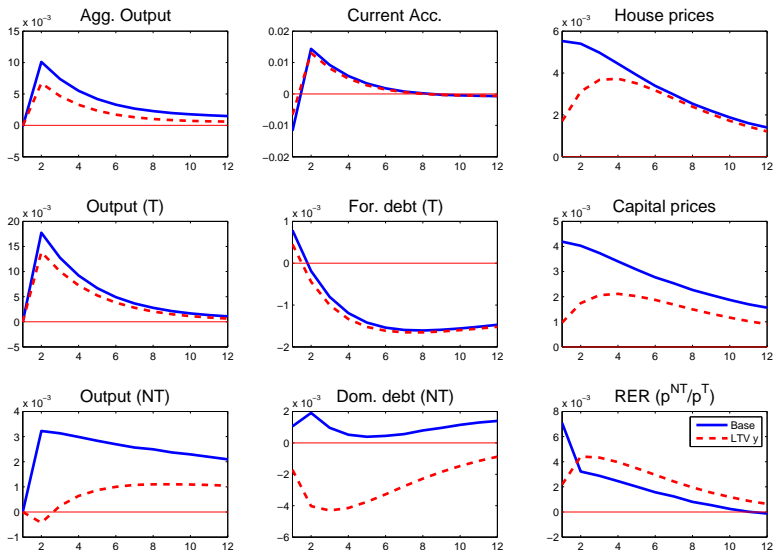 Agg. Output
x 10⁻³
15
10
5
0
−5
2 4 6 8 10 12
Current Acc.
0.02
0.01
0
−0.01
−0.02
2 4 6 8 10 12
House prices
x 10⁻³
6
4
2
0
2 4 6 8 10 12
Output (T)
x 10⁻³
20
15
10
5
0
−5
2 4 6 8 10 12
For. debt (T)
x 10⁻³
1
0
−1
−2
2 4 6 8 10 12
Capital prices
x 10⁻³
5
4
3
2
1
0
2 4 6 8 10 12
Output (NT)
x 10⁻³
4
3
2
1
0
−1
2 4 6 8 10 12
Dom. debt (NT)
x 10⁻³
2
0
−2
−4
−6
2 4 6 8 10 12
RER (p^NT/p^T)
x 10⁻³
8
6
4
2
0
−2
2 4 6 8 10 12
Base
LTV y